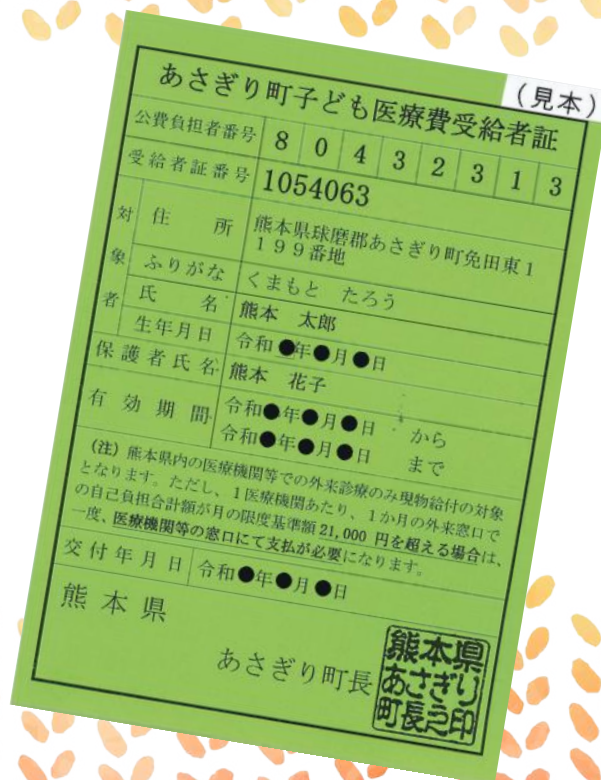 (見本)
あさぎり町子ども医療費受給者証
公費負担者番号 8 0 4 3 2 3 1 3
受給者証番号 1054063
対象者
住所 熊本県球磨郡あさぎり町免田東1
199番地
ふりがな くまもと たろう
氏名 熊本 太郎
生年月日 令和●年●月●日
保護者氏名 熊本 花子
有効期間 令和●年●月●日 から
令和●年●月●日 まで
(注)熊本県内の医療機関等での外来診療のみ現物給付の対象
となります。ただし、1医療機関あたり、1か月の外来窓口で
の自己負担合計額が月の限度基準額21,000 円を超える場合は、
一度、医療機関等の窓口にて支払が必要になります。
交付年月日 令和●年●月●日
熊本県
あさぎり町長
熊本県
あさぎり
町長之印